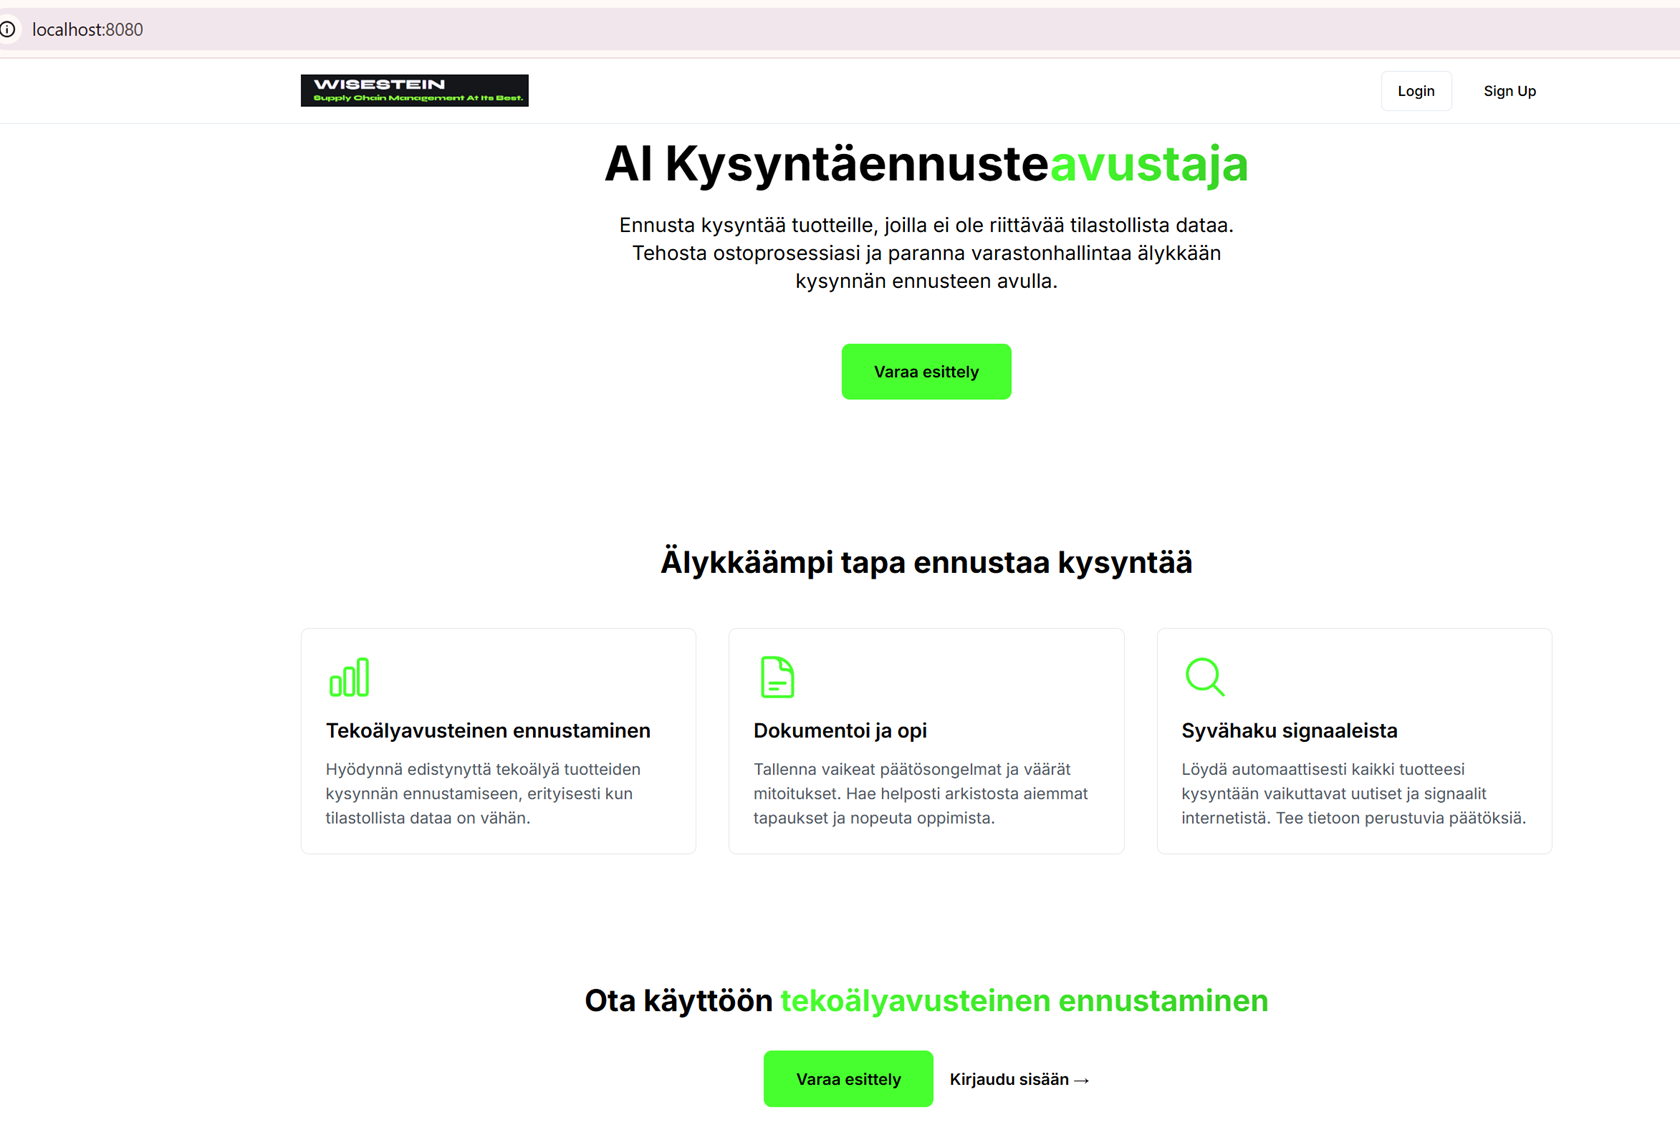 localhost:8080
WISESTEIN
Supply Chain Management At Its Best.
Login
Sign Up
AI Kysyntäennusteavustaja
Ennusta kysyntää tuotteille, joilla ei ole riittävää tilastollista dataa.
Tehosta ostoprosessiasi ja paranna varastonhallintaa älykkään
kysynnän ennusteen avulla.
Varaa esittely
Älykkäämpi tapa ennustaa kysyntää
Tekoälyavusteinen ennustaminen
Hyödynnä edistynyttä tekoälyä tuotteiden
kysynnän ennustamiseen, erityisesti kun
tilastollista dataa on vähän.
Dokumentoi ja opi
Tallenna vaikeat päätösongelmat ja väärät
mitoitukset. Hae helposti arkistosta aiemmat
tapaukset ja nopeuta oppimista.
Syvähaku signaaleista
Löydä automaattisesti kaikki tuotteesi
kysyntään vaikuttavat uutiset ja signaalit
internetistä. Tee tietoon perustuvia päätöksiä.
Ota käyttöön tekoälyavusteinen ennustaminen
Varaa esittely
Kirjaudu sisään →